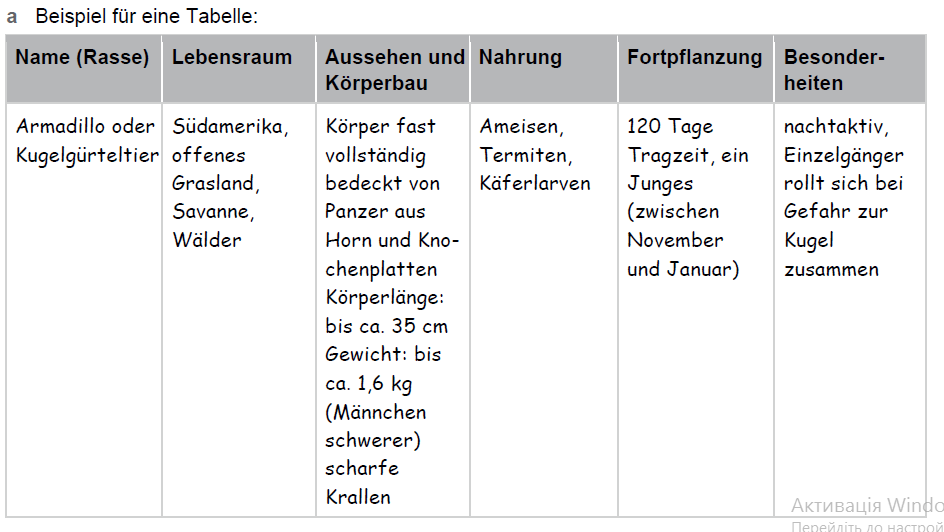 a Beispiel für eine Tabelle:
Name (Rasse)
Lebensraum
Aussehen und
Körperbau
Nahrung
Fortpflanzung
Besonder-
heiten
Armadillo oder
Kugelgürteltier
Südamerika,
offenes
Grasland,
Savanne,
Wälder
Körper fast
vollständig
bedeckt von
Panzer aus
Horn und Kno-
chenplatten
Körperlänge:
bis ca. 35 cm
Gewicht: bis
ca. 1,6 kg
(Männchen
schwerer)
scharfe
Krallen
Ameisen,
Termiten,
Käferlarven
120 Tage
Tragzeit, ein
Junges
(zwischen
November
und Januar)
nachtaktiv,
Einzelgänger
rollt sich bei
Gefahr zur
Kugel
zusammen
Активація Windo
Перейдіть до настрой